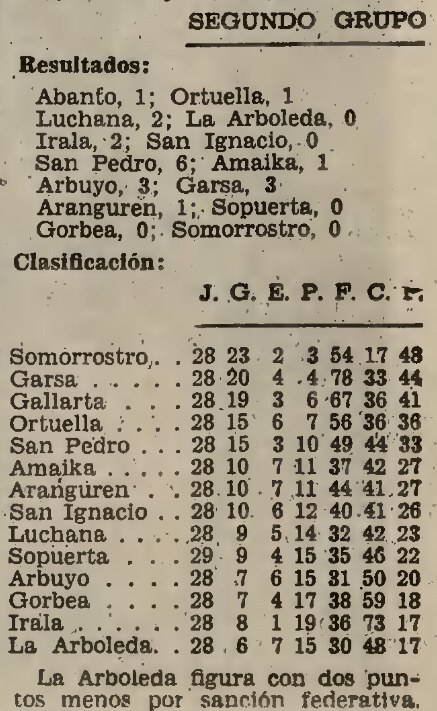 SEGUNDO GRUPO
Resultados:
Abanto, 1; Ortuella, 1
Luchana, 2; La Arboleda, 0
Irala, 2; San Ignacio, 0
San Pedro, 6; Amaika, 1
Arbuyo, 3; Garsa, 3
Aranguren, 1; Sopuerta, 0
Gorbea, 0; Somorrostro, 0
Clasificación:
J. G. E. P. F. C. P.
Somorrostro. . 28 23 2 3 54 17 48
Garsa . . . . . 28 20 4 4 78 33 44
Gallarta . . . 28 19 3 6 67 36 41
Ortuella . . . . 28 15 6 7 56 36 36
San Pedro . . . 28 15 3 10 49 44 33
Amaika . . . . . 28 10 7 11 37 42 27
Aranguren . . 28 10 7 11 44 41 27
San Ignacio . . 28 10 6 12 40 41 26
Luchana . . . . 28 9 5 14 32 42 23
Sopuerta . . . 29 9 4 15 35 46 22
Arbuyo . . . . 28 7 6 15 31 50 20
Gorbea . . . . 28 7 4 17 38 59 18
Irala . . . . . . 28 8 1 19 36 73 17
La Arboleda. . 28 6 7 15 30 48 17
La Arboleda figura con dos pun-
tos menos por sanción federativa.